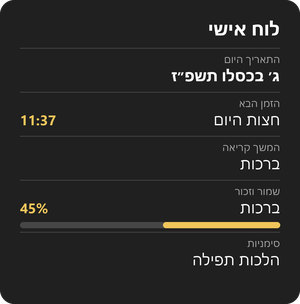 לוח אישי
התאריך היום
ג׳ בכסלו תשפ״ז
הזמן הבא
חצות היום 11:37
המשך קריאה
ברכות
שמור וזכור
ברכות 45%
סימניות
הלכות תפילה